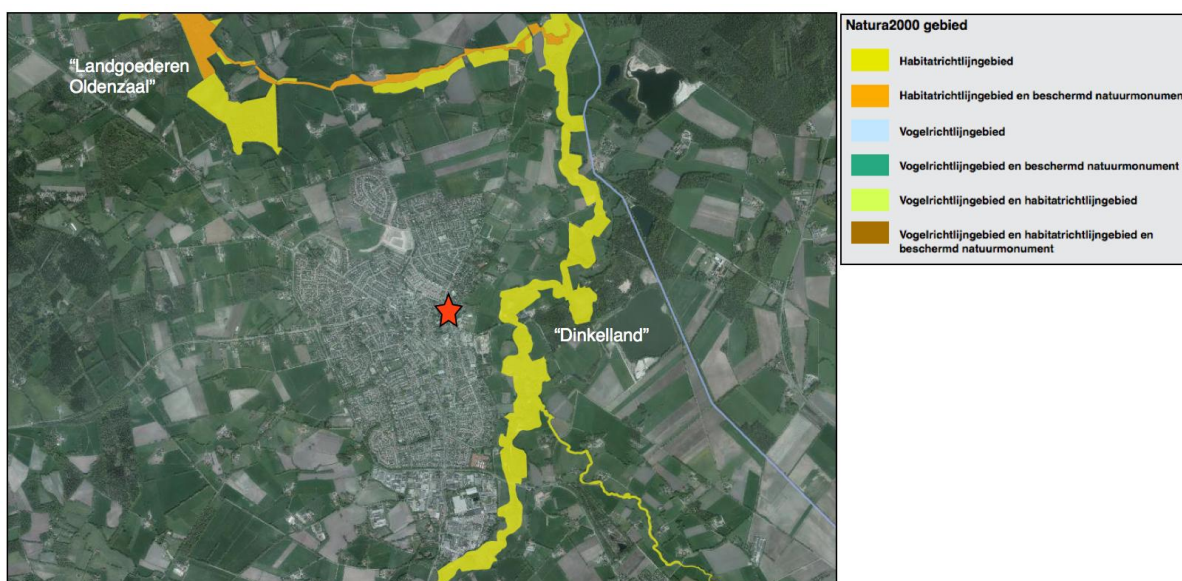 “Landgoederen
Oldenzaal”
“Dinkelland”
Natura2000 gebied
Habitatrichtlijngebied
Habitatrichtlijngebied en beschermd natuurmonument
Vogelrichtlijngebied
Vogelrichtlijngebied en beschermd natuurmonument
Vogelrichtlijngebied en habitatrichtlijngebied
Vogelrichtlijngebied en habitatrichtlijngebied en
beschermd natuurmonument